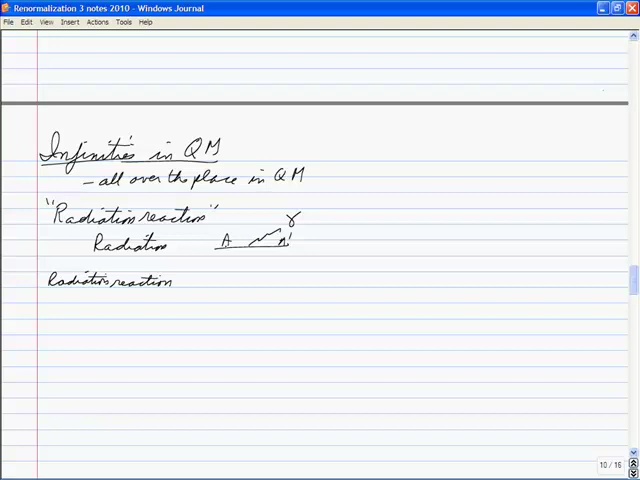 Renormalization 3 notes 2010 - Windows Journal
File Edit View Insert Actions Tools Help
Infinities in QM
- all over the place in QM
"Radiation reaction"
Radiation A n' γ
Radiation reaction
10 / 16